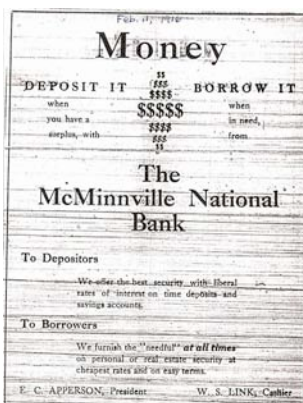 Feb. 11, 1916
Money
$$
DEPOSIT IT $$$ BORROW IT
$$$$
when $$$$$ when
you have a $$$$ in need,
surplus, with $$$ from
$$
The
McMinnville National
Bank
To Depositors
We offer the best security with liberal
rates of interest on time deposits and
savings accounts.
To Borrowers
We furnish the "needful" at all times
on personal or real estate security at
cheapest rates and on easy terms.
E. C. APPERSON, President W. S. LINK, Cashier